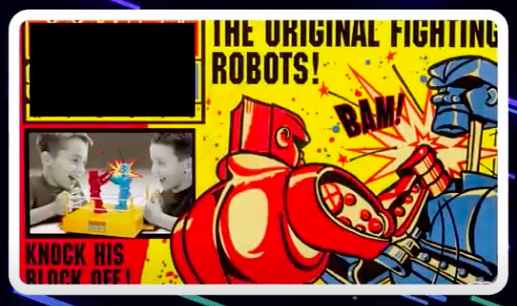 THE ORIGINAL FIGHTING
ROBOTS!
BAM!
KNOCK HIS
BLOCK OFF!